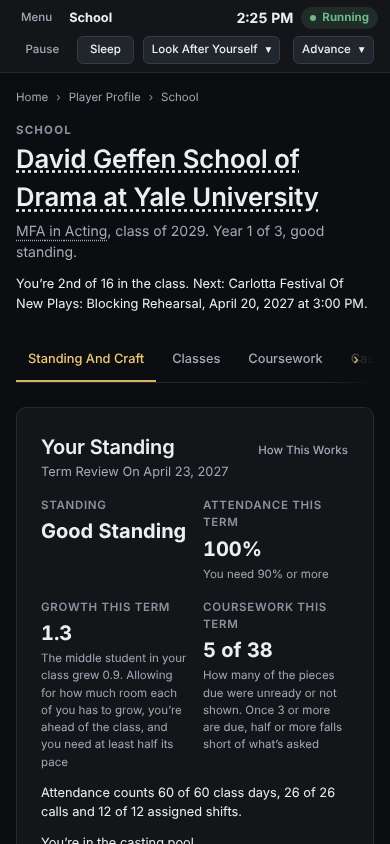 Menu School 2:25 PM Running
Pause Sleep Look After Yourself ▾ Advance ▾
Home › Player Profile › School
SCHOOL
David Geffen School of
Drama at Yale University
MFA in Acting, class of 2029. Year 1 of 3, good
standing.
You're 2nd of 16 in the class. Next: Carlotta Festival Of
New Plays: Blocking Rehearsal, April 20, 2027 at 3:00 PM.
Standing And Craft Classes Coursework ›
Your Standing How This Works
Term Review On April 23, 2027
STANDING
Good Standing
ATTENDANCE THIS
TERM
100%
You need 90% or more
GROWTH THIS TERM
1.3
The middle student in your
class grew 0.9. Allowing
for how much room each
of you has to grow, you're
ahead of the class, and
you need at least half its
pace
COURSEWORK THIS
TERM
5 of 38
How many of the pieces
due were unready or not
shown. Once 3 or more
are due, half or more falls
short of what's asked
Attendance counts 60 of 60 class days, 26 of 26
calls and 12 of 12 assigned shifts.
You're in the casting pool